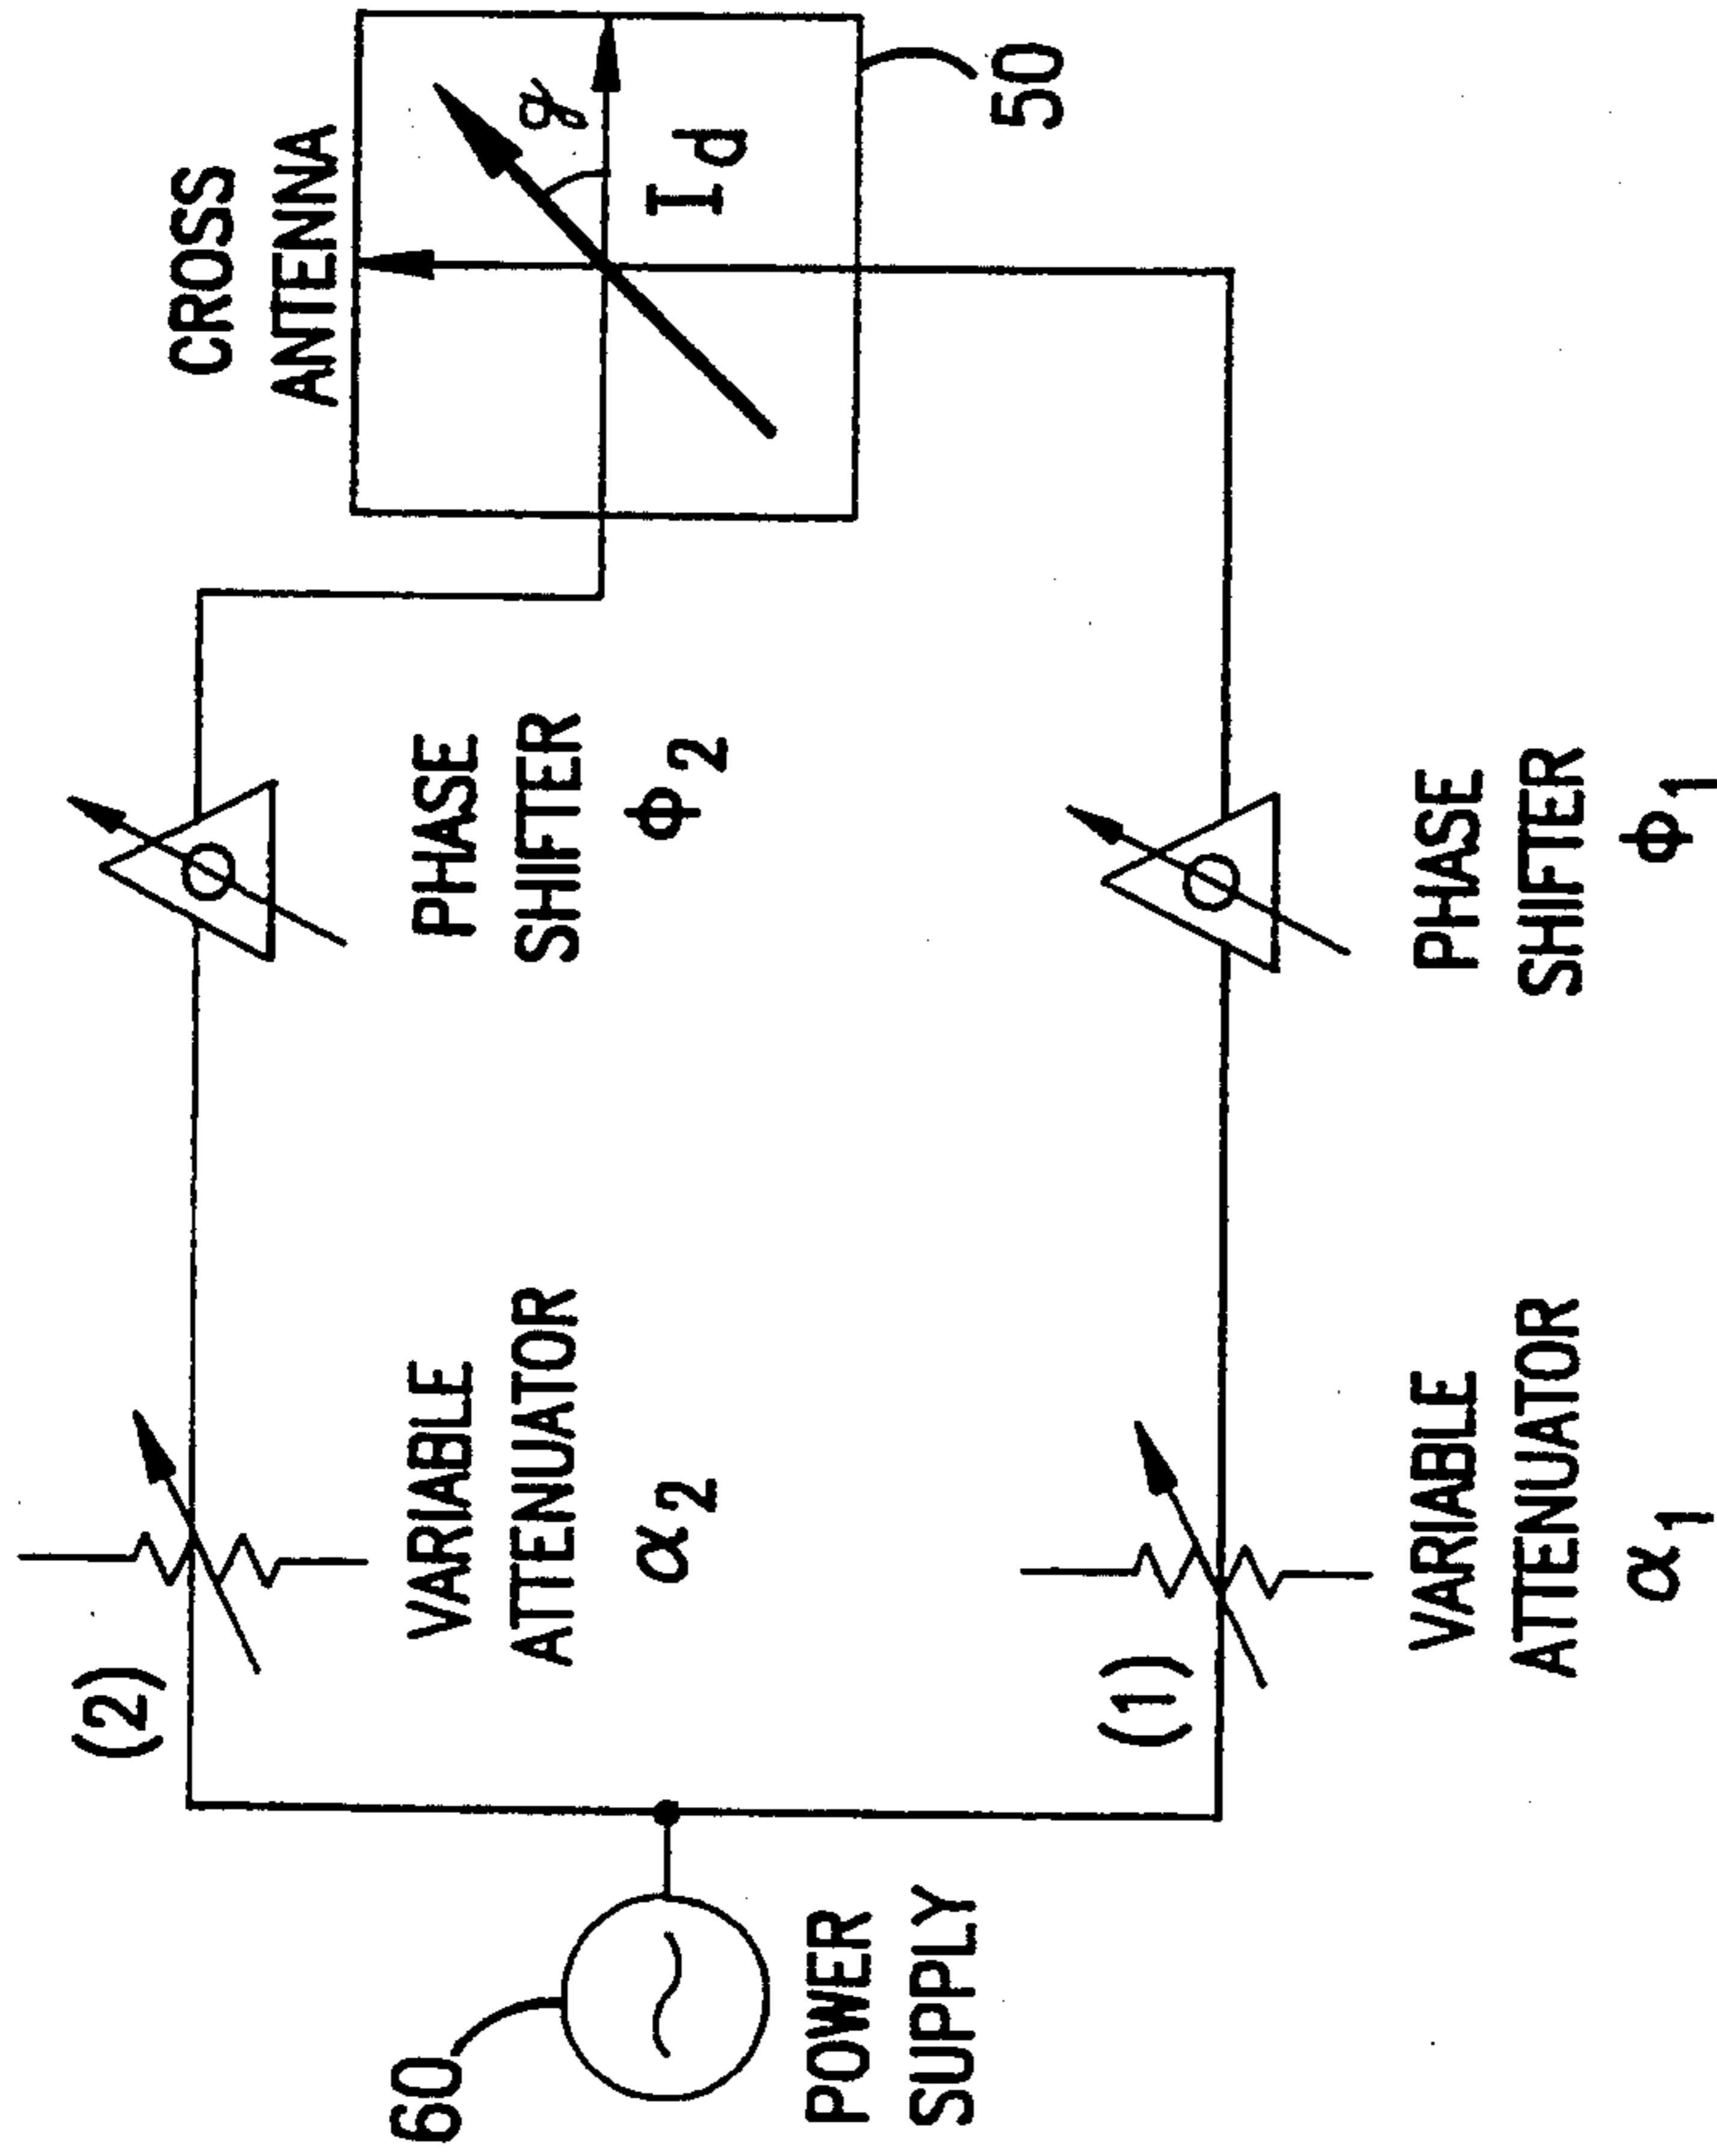 60
POWER
SUPPLY
(2)
VARIABLE
ATTENUATOR
α2
PHASE
SHIFTER
Φ2
Ø
(1)
VARIABLE
ATTENUATOR
α1
PHASE
SHIFTER
Φ1
Ø
CROSS
ANTENNA
Id
50